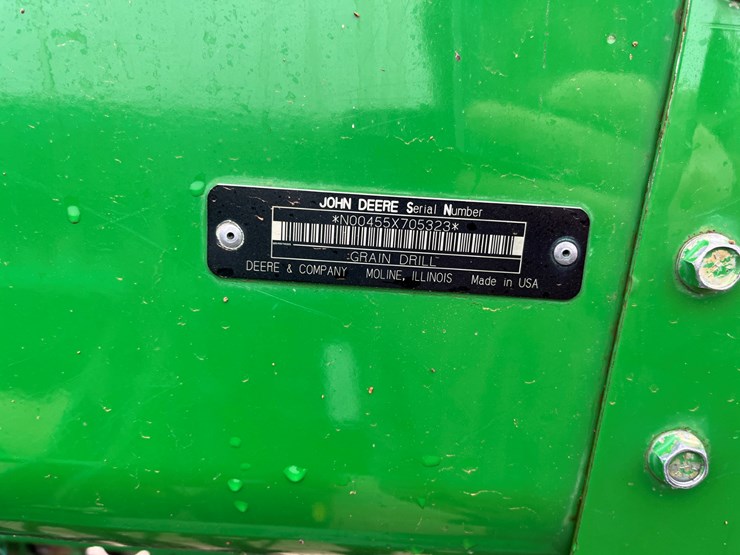 JOHN DEERE Serial Number
*N00455X705323*
GRAIN DRILL
DEERE & COMPANY MOLINE, ILLINOIS Made in USA